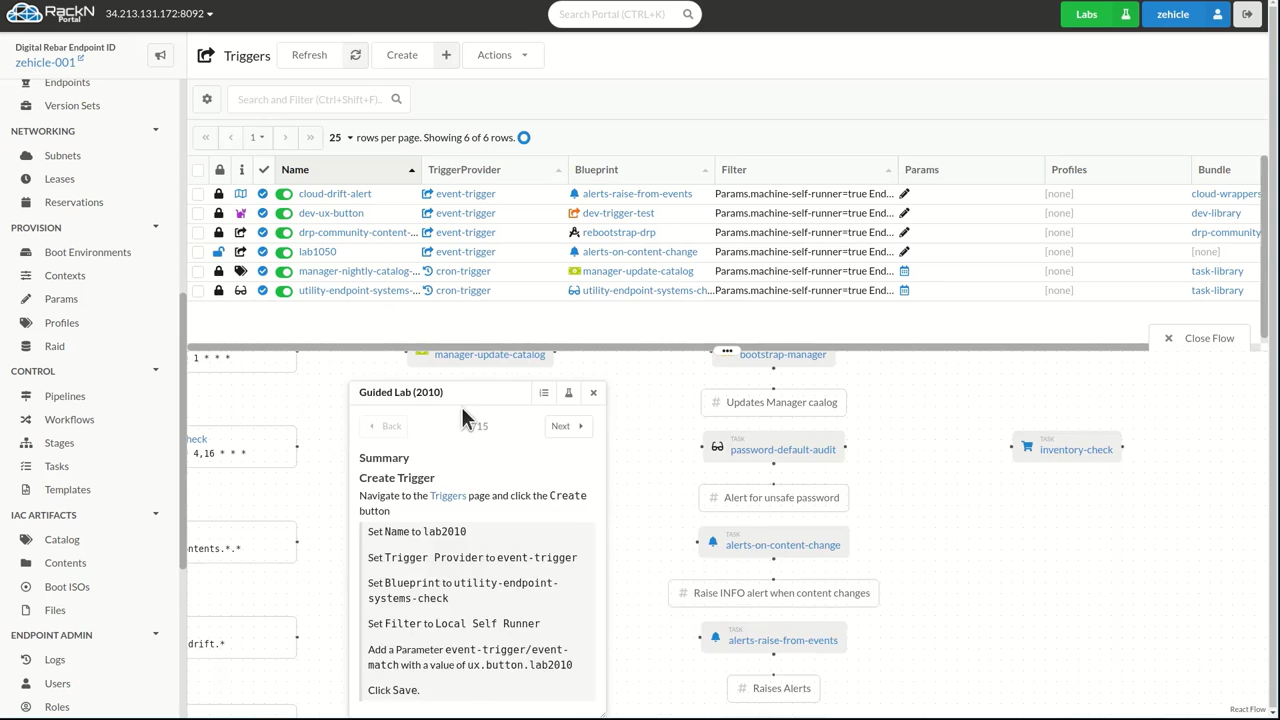 RackN
Portal
34.213.131.172:8092
Search Portal (CTRL+K)
Labs
zehicle
Digital Rebar Endpoint ID
zehicle-001
Endpoints
Version Sets
NETWORKING
Subnets
Leases
Reservations
PROVISION
Boot Environments
Contexts
Params
Profiles
Raid
CONTROL
Pipelines
Workflows
Stages
Tasks
Templates
IAC ARTIFACTS
Catalog
Contents
Boot ISOs
Files
ENDPOINT ADMIN
Logs
Users
Roles
Triggers
Refresh
Create
Actions
Search and Filter (Ctrl+Shift+F)..
1
25 rows per page. Showing 6 of 6 rows.
Name TriggerProvider Blueprint Filter Params Profiles Bundle
cloud-drift-alert event-trigger alerts-raise-from-events Params.machine-self-runner=true End... [none] cloud-wrappers
dev-ux-button event-trigger dev-trigger-test Params.machine-self-runner=true End... [none] dev-library
drp-community-content-... event-trigger rebootstrap-drp Params.machine-self-runner=true End... [none] drp-community
lab1050 event-trigger alerts-on-content-change Params.machine-self-runner=true End... [none] [none]
manager-nightly-catalog-... cron-trigger manager-update-catalog Params.machine-self-runner=true End... [none] task-library
utility-endpoint-systems-... cron-trigger utility-endpoint-systems-ch... Params.machine-self-runner=true End... [none] task-library
Close Flow
1 * * *
manager-update-catalog
bootstrap-manager
heck
4,16 * * *
ntents.*.*
drift.*
Guided Lab (2010)
Back
/15
Next
Summary
Create Trigger
Navigate to the Triggers page and click the Create
button
Set Name to lab2010
Set Trigger Provider to event-trigger
Set Blueprint to utility-endpoint-
systems-check
Set Filter to Local Self Runner
Add a Parameter event-trigger/event-
match with a value of ux.button.lab2010
Click Save.
# Updates Manager caalog
TASK
password-default-audit
TASK
inventory-check
# Alert for unsafe password
TASK
alerts-on-content-change
# Raise INFO alert when content changes
TASK
alerts-raise-from-events
# Raises Alerts
React Flow